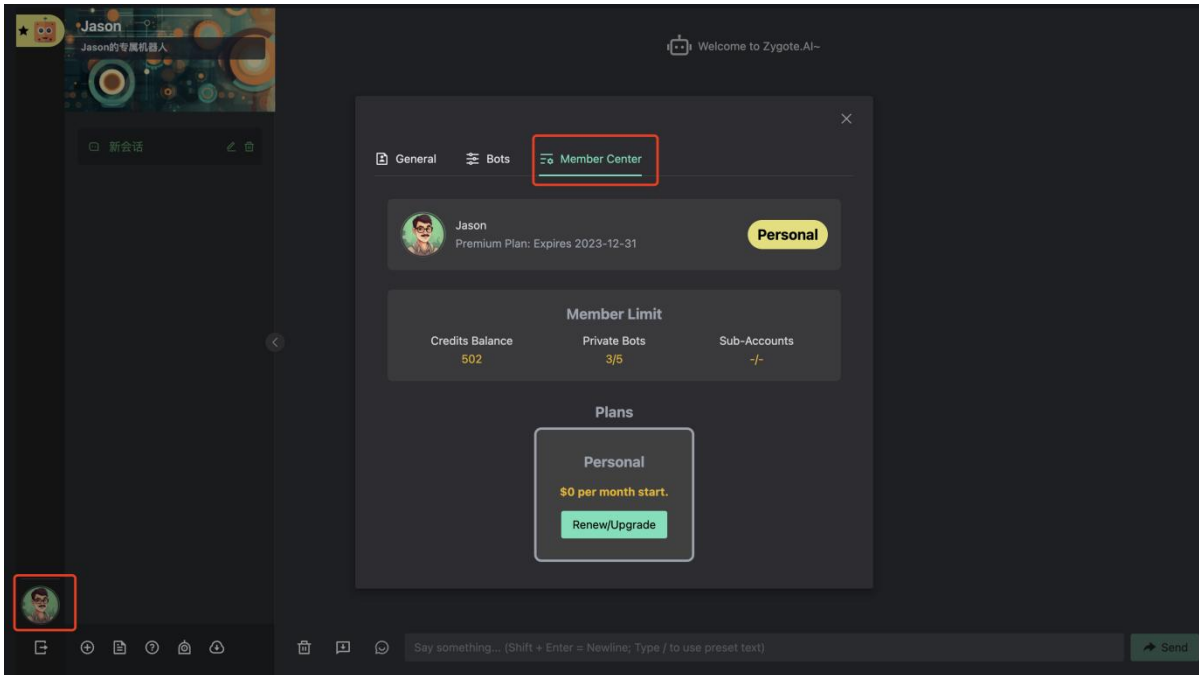 Jason
Jason的专属机器人
Welcome to Zygote.AI~
新会话
General
Bots
Member Center
Jason
Premium Plan: Expires 2023-12-31
Personal
Member Limit
Credits Balance
Private Bots
Sub-Accounts
502
3/5
-/-
Plans
Personal
$0 per month start.
Renew/Upgrade
Say something... (Shift + Enter = Newline; Type / to use preset text)
Send